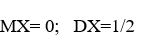 MX= 0;   DX=1/2